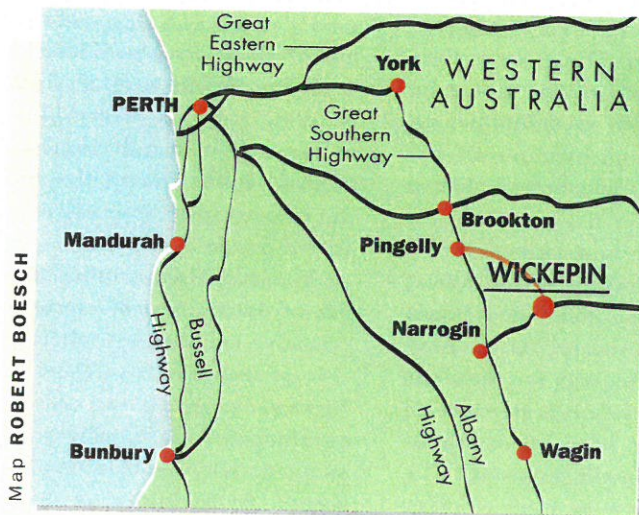 Great
Eastern
Highway
York
WESTERN
AUSTRALIA
PERTH
Great
Southern
Highway
Brookton
Mandurah
Pingelly
WICKEPIN
Bussell
Highway
Narrogin
Albany
Highway
Bunbury
Wagin
Map ROBERT BOESCH